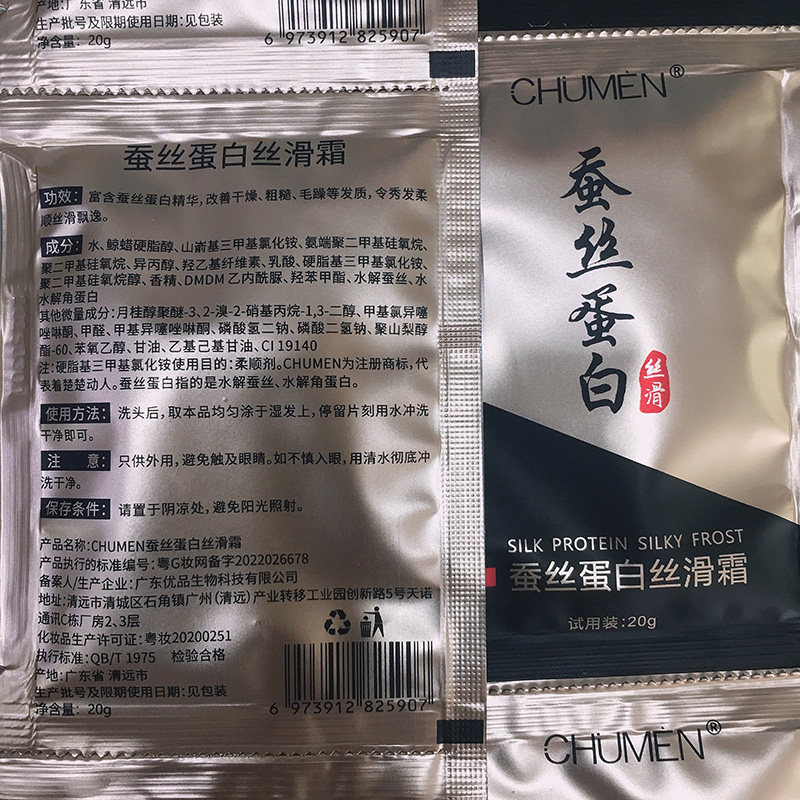 产地:广东省 清远市
生产批号及限期使用日期:见包装
净含量: 20g
6 973912 825907
蚕丝蛋白丝滑霜
功效: 富含蚕丝蛋白精华,改善干燥、粗糙、毛躁等发质,令秀发柔
顺丝滑飘逸。
成分: 水、鲸蜡硬脂醇、山嵛基三甲基氯化铵、氨端聚二甲基硅氧烷、
聚二甲基硅氧烷、异丙醇、羟乙基纤维素、乳酸、硬脂基三甲基氯化铵、
聚二甲基硅氧烷醇、香精、DMDM乙内酰脲、羟苯甲酯、水解蚕丝、水
水解角蛋白
其他微量成分:月桂醇聚醚-3、2-溴-2-硝基丙烷-1,3-二醇、甲基氯异噻
唑啉酮、甲醛、甲基异噻唑啉酮、磷酸氢二钠、磷酸二氢钠、聚山梨醇
酯-60、苯氧乙醇、甘油、乙基己基甘油、CI 19140
注:硬脂基三甲基氯化铵使用目的:柔顺剂。CHUMEN为注册商标,代
表着楚楚动人。蚕丝蛋白指的是水解蚕丝、水解角蛋白。
使用方法: 洗头后,取本品均匀涂于湿发上,停留片刻用水冲洗
干净即可。
注 意: 只供外用,避免触及眼睛。如不慎入眼,用清水彻底冲
洗干净。
保存条件: 请置于阴凉处,避免阳光照射。
产品名称:CHUMEN蚕丝蛋白丝滑霜
产品执行的标准编号:粤G妆网备字2022026678
备案人/生产企业:广东优品生物科技有限公司
地址:清远市清城区石角镇广州(清远)产业转移工业园创新路5号天诺
通讯C栋厂房2、3层
化妆品生产许可证:粤妆20200251
执行标准:QB/T 1975 检验合格
产地:广东省 清远市
生产批号及限期使用日期:见包装
净含量: 20g
6 973912 825907
CHUMEN®
蚕丝蛋白
丝滑
SILK PROTEIN SILKY FROST
蚕丝蛋白丝滑霜
试用装:20g
CHUMEN®